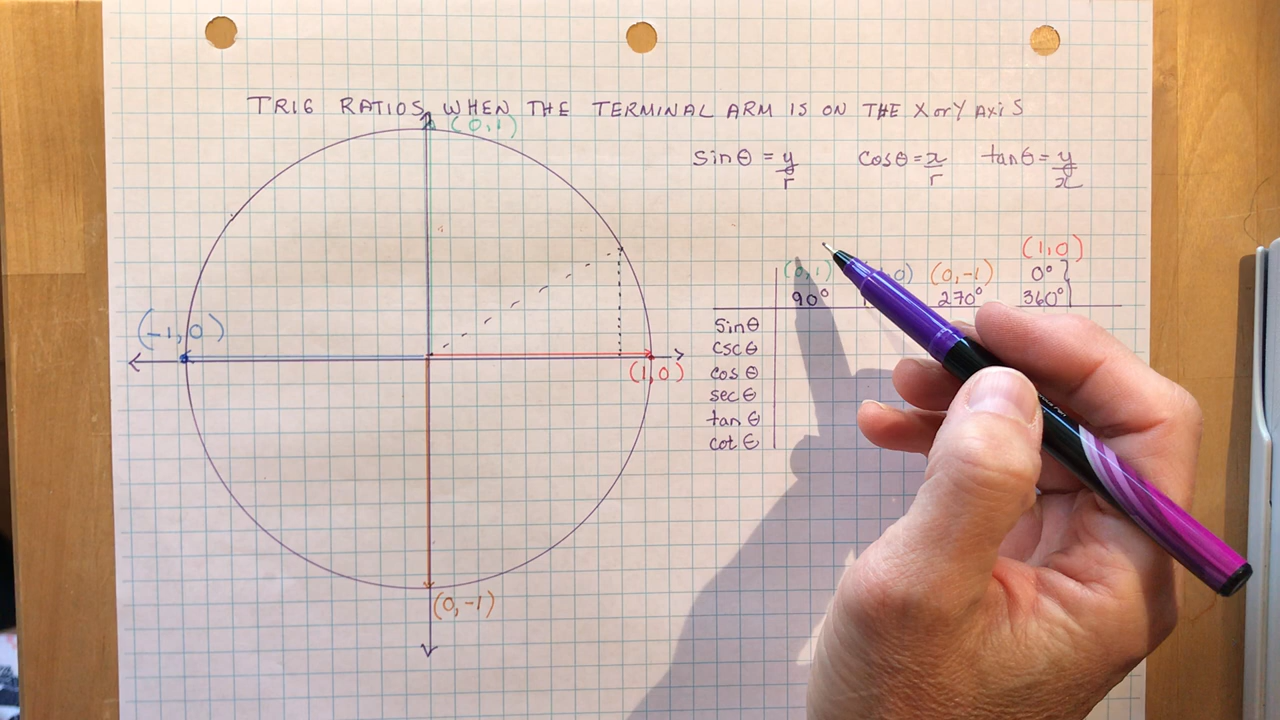 TRIG RATIOS WHEN THE TERMINAL ARM IS ON THE X or Y AXIS
(0,1)
sinθ = y/r cosθ = x/r tanθ = y/x
(1,0)
(0,1) ,0) (0,-1) 0°}
90° 270° 360°}
(-1,0)
sinθ
cscθ
(1,0)
cosθ
secθ
tanθ
cotθ
(0,-1)